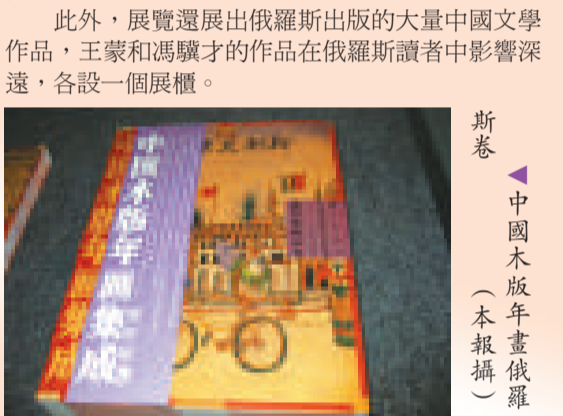 此外，展覽還展出俄羅斯出版的大量中國文學
作品，王蒙和馮驥才的作品在俄羅斯讀者中影響深
遠，各設一個展櫃。
◀中國木版年畫俄羅
斯卷
（本報攝）
中國木版年畫集成